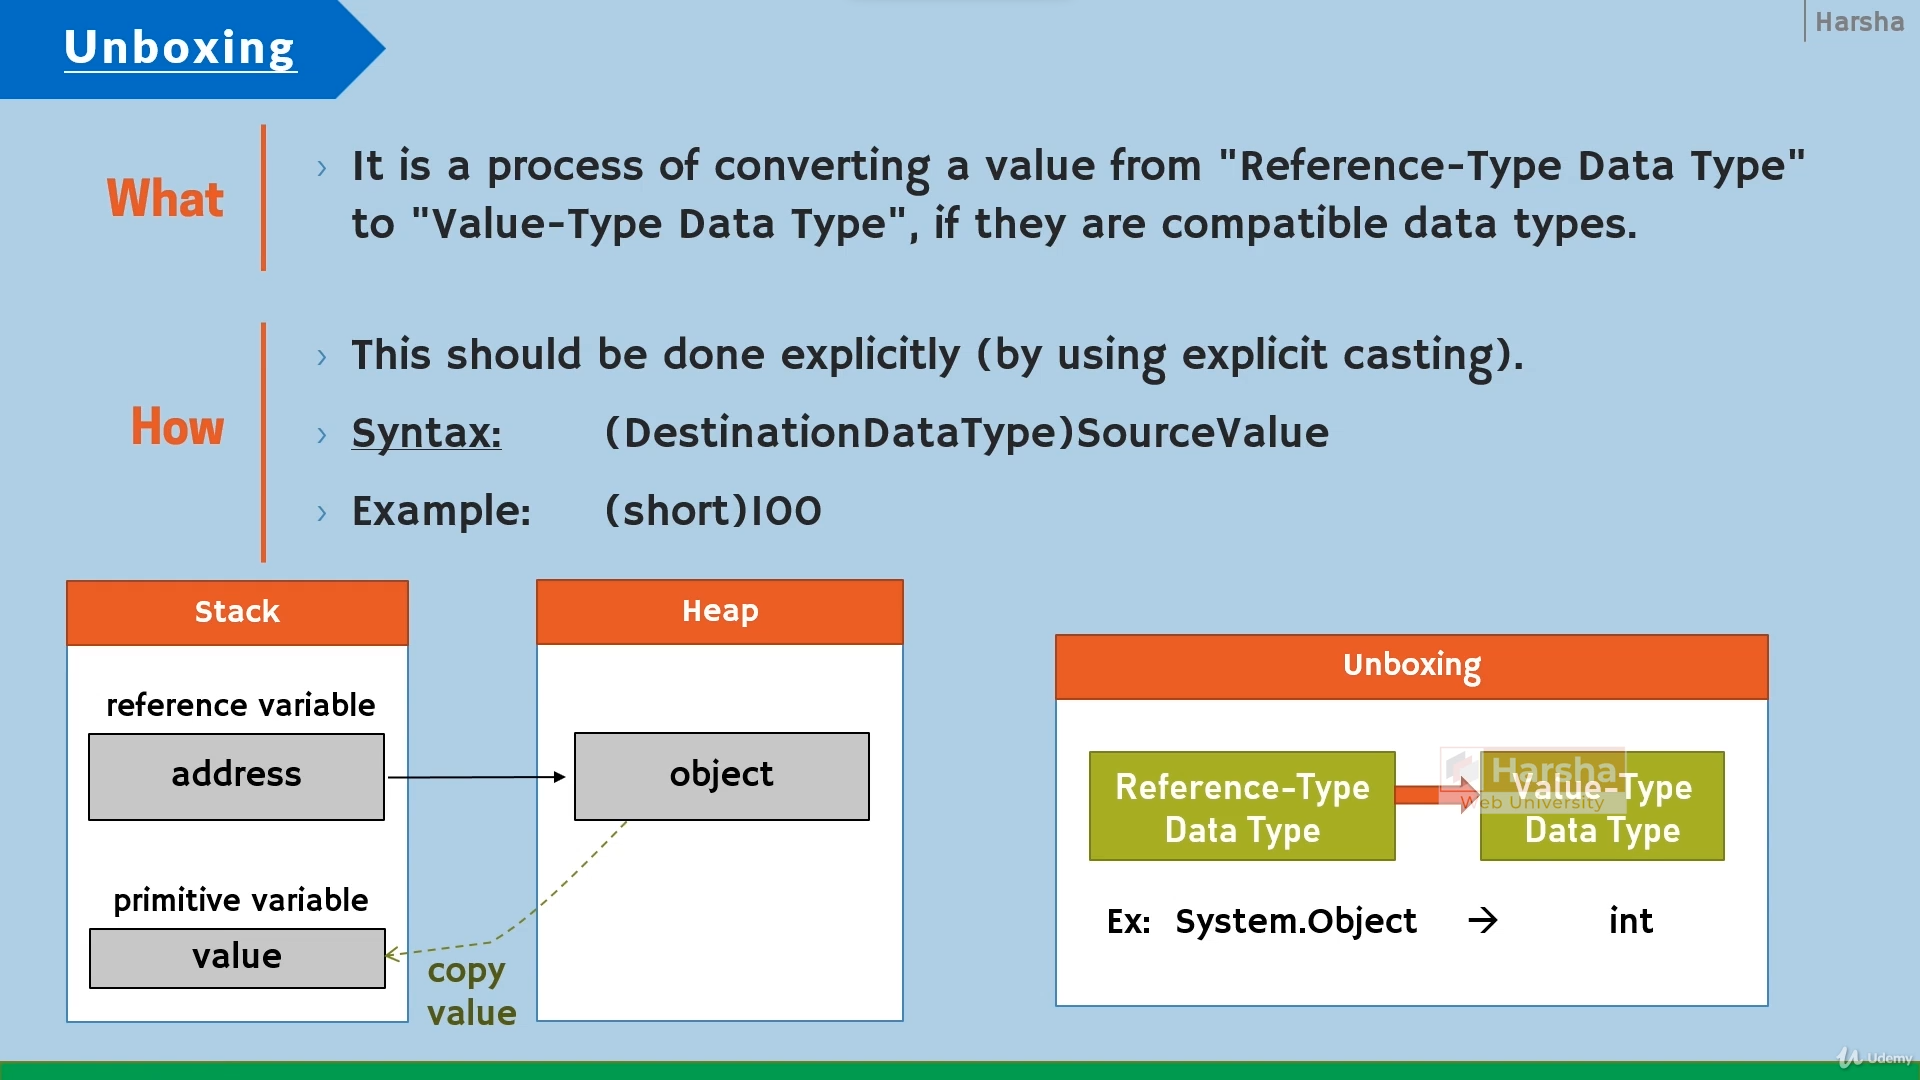 Unboxing
Harsha
What
› It is a process of converting a value from "Reference-Type Data Type"
to "Value-Type Data Type", if they are compatible data types.
How
› This should be done explicitly (by using explicit casting).
› Syntax: (DestinationDataType)SourceValue
› Example: (short)100
Stack
reference variable
address
primitive variable
value
copy
value
Heap
object
Unboxing
Reference-Type
Data Type
Value-Type
Data Type
Harsha
Web University
Ex: System.Object → int
Udemy